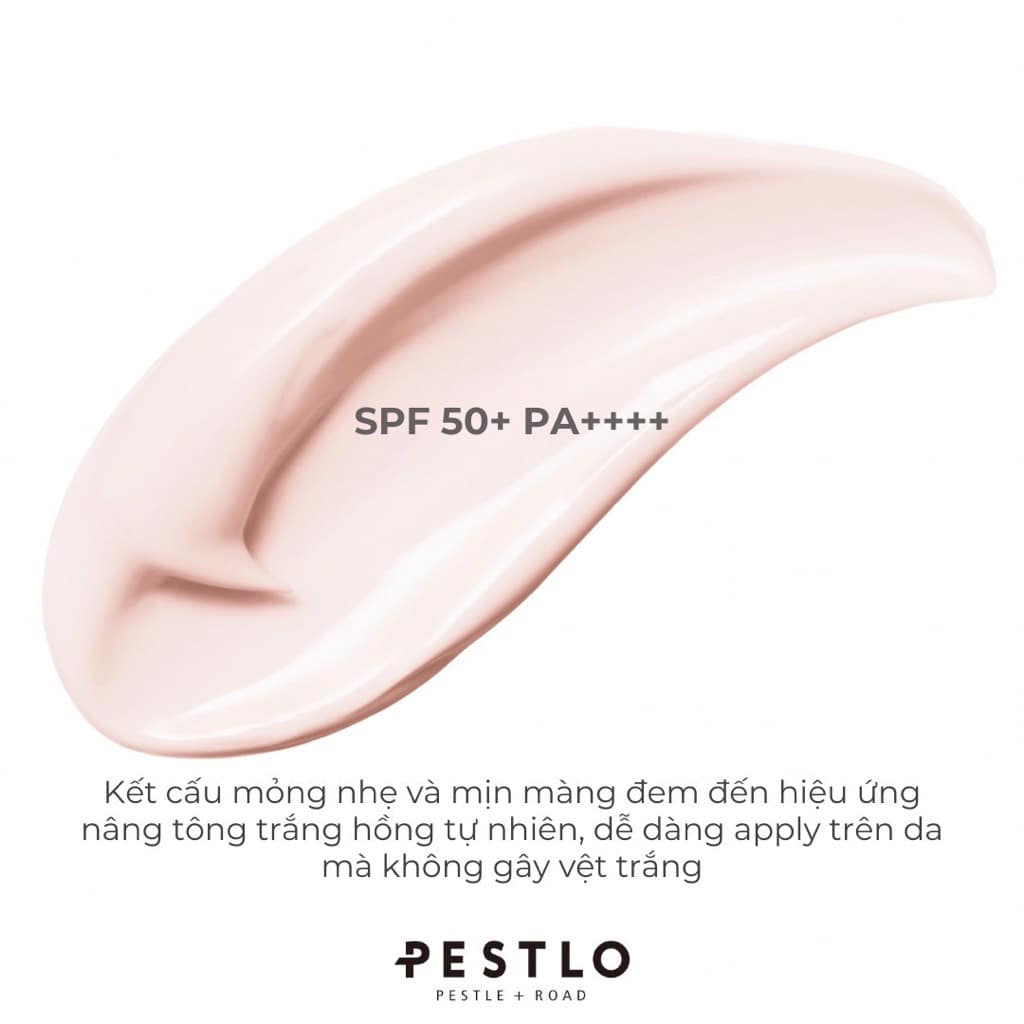 SPF 50+ PA++++
Kết cấu mỏng nhẹ và mịn màng đem đến hiệu ứng
nâng tông trắng hồng tự nhiên, dễ dàng apply trên da
mà không gây vệt trắng
PESTLO
PESTLE + ROAD